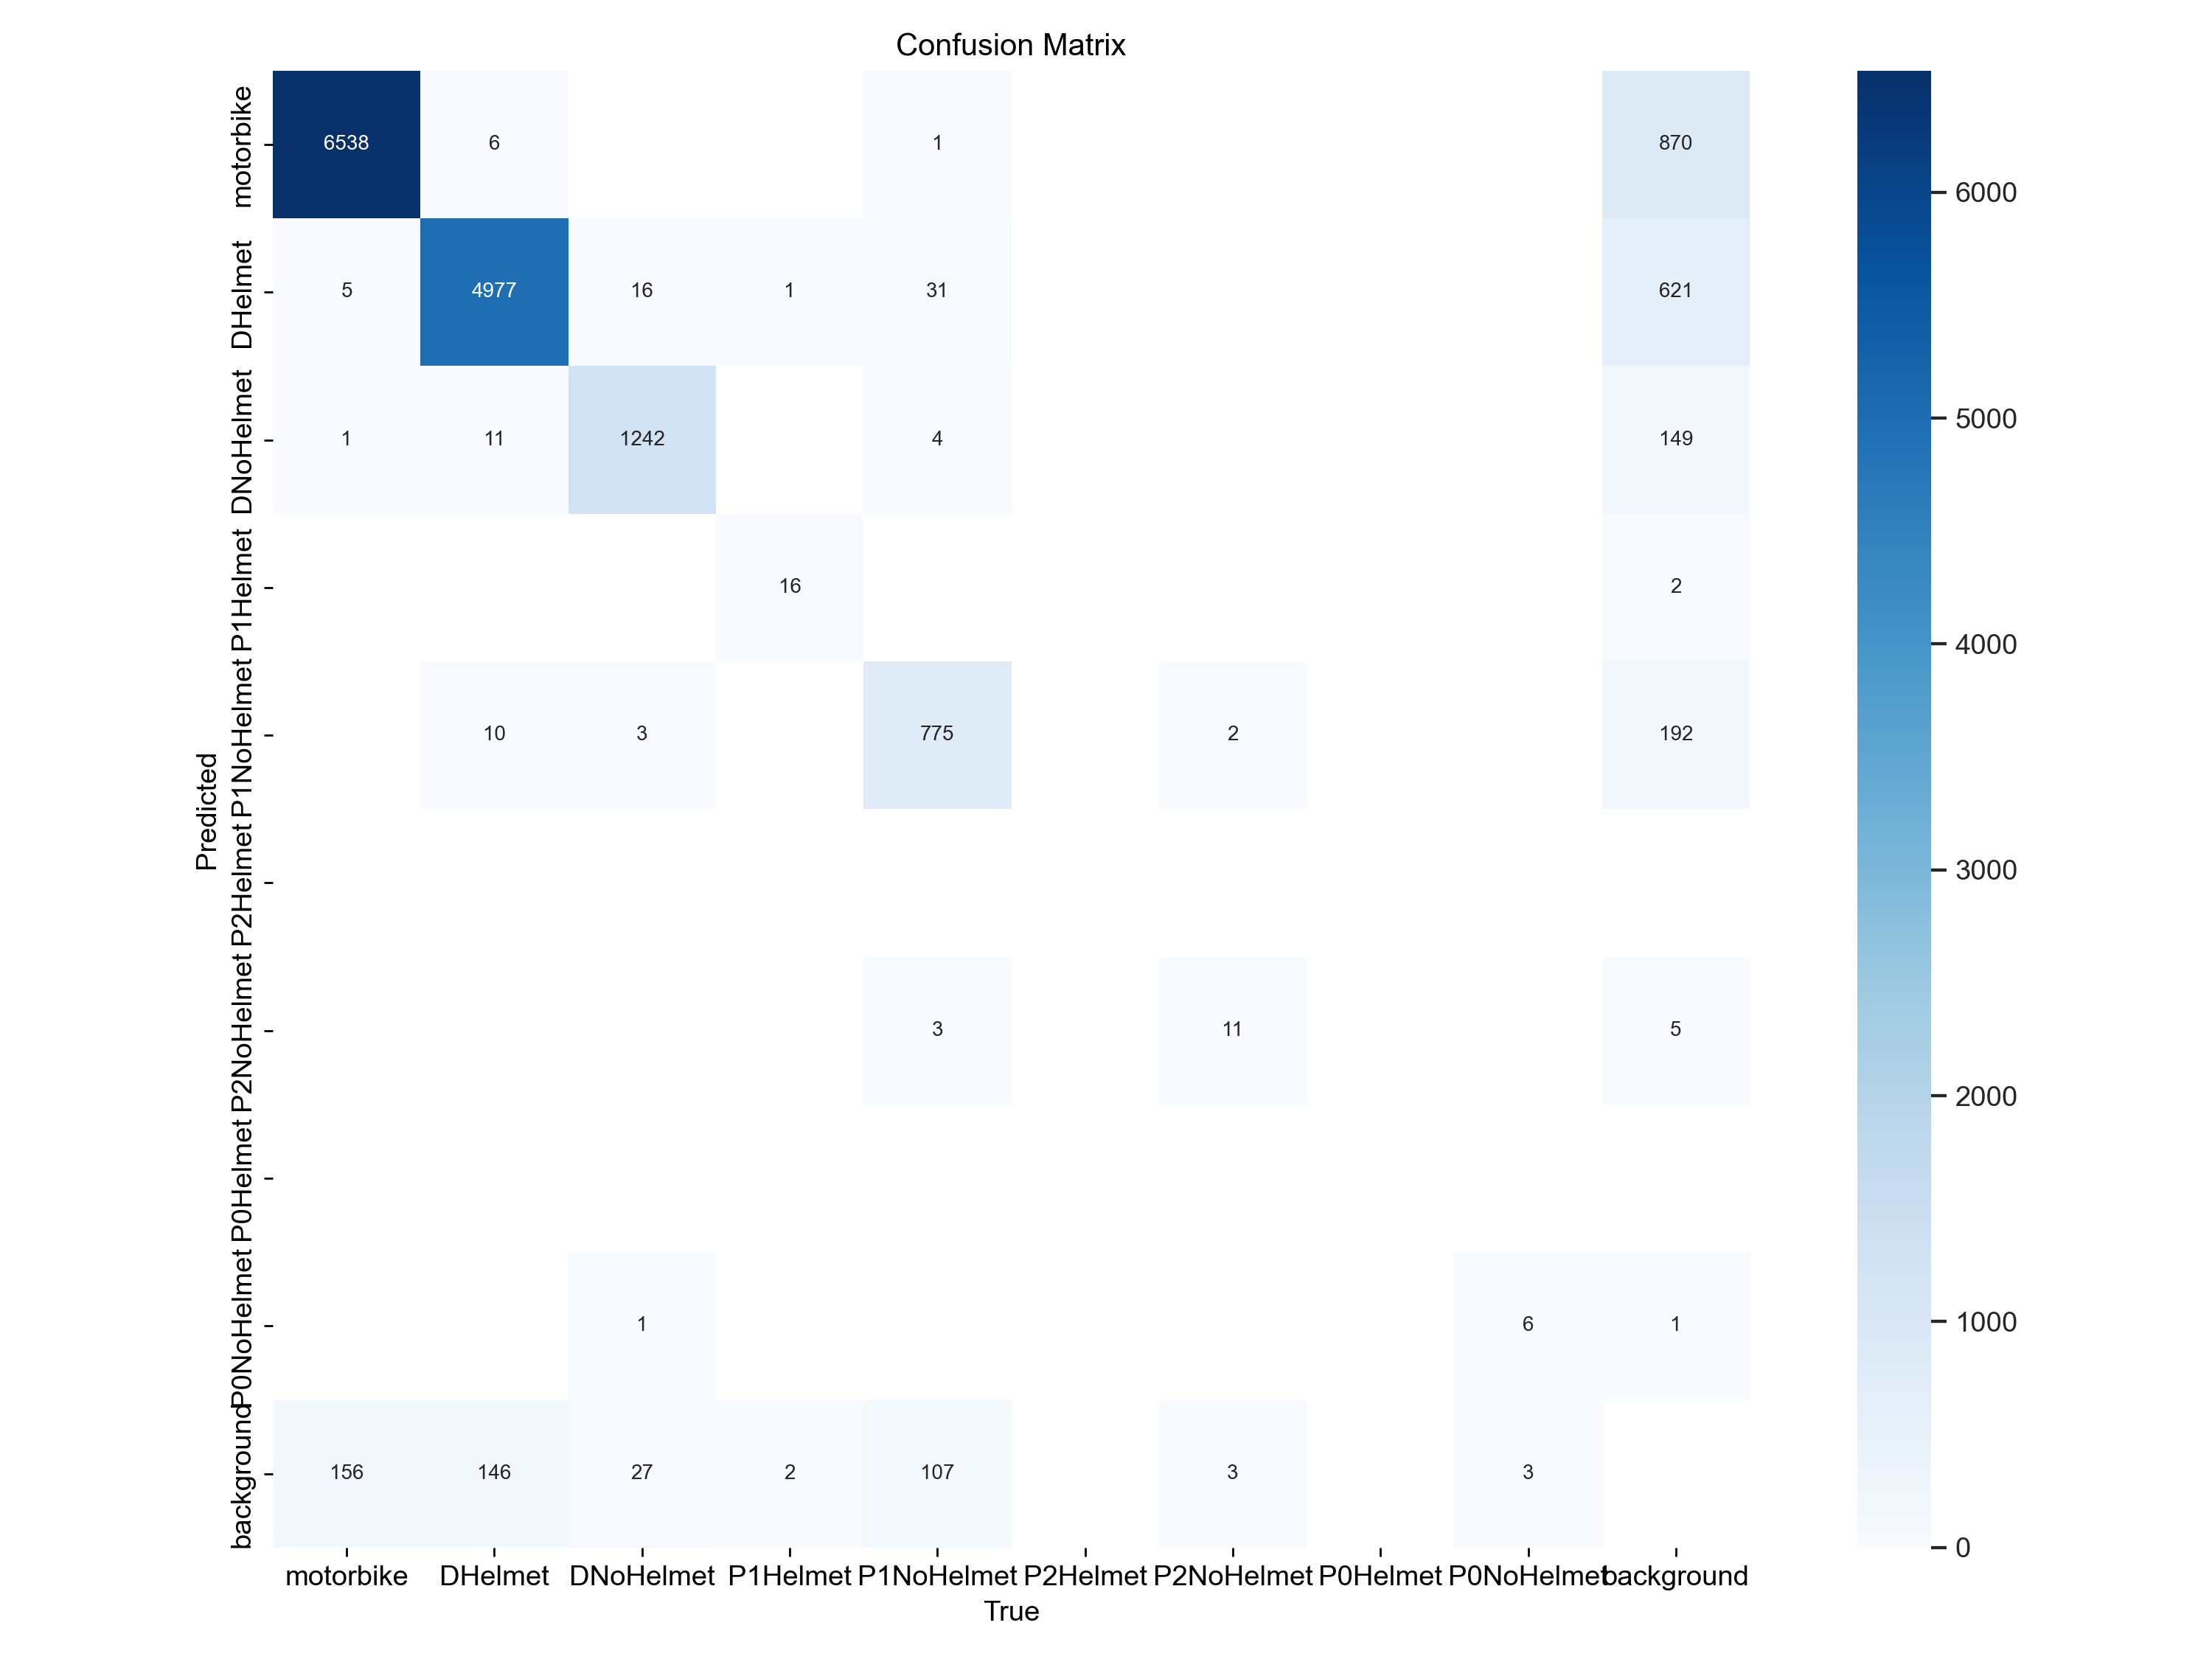 Confusion Matrix
motorbike 6538 6 1 870
DHelmet 5 4977 16 1 31 621
DNoHelmet 1 11 1242 4 149
P1Helmet 16 2
P1NoHelmet 10 3 775 2 192
P2Helmet
P2NoHelmet 3 11 5
P0Helmet
P0NoHelmet 1 6 1
background 156 146 27 2 107 3 3
Predicted
motorbike DHelmet DNoHelmet P1Helmet P1NoHelmet P2Helmet P2NoHelmet P0Helmet P0NoHelmet background
True
6000
5000
4000
3000
2000
1000
0